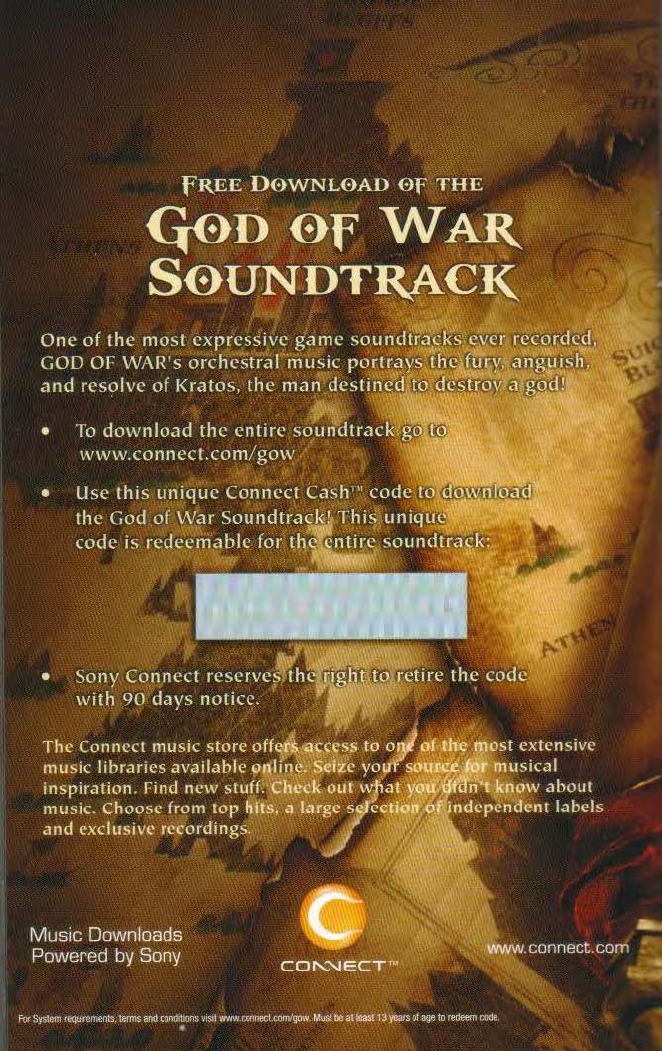 BLUFFS
FREE DOWNLOAD OF THE
GOD OF WAR
SOUNDTRACK
ATHENS
One of the most expressive game soundtracks ever recorded,
GOD OF WAR's orchestral music portrays the fury, anguish,
and resolve of Kratos, the man destined to destroy a god!
• To download the entire soundtrack go to
www.connect.com/gow
• Use this unique Connect Cash™ code to download
the God of War Soundtrack! This unique
code is redeemable for the entire soundtrack:
ATHEN
• Sony Connect reserves the right to retire the code
with 90 days notice.
The Connect music store offers access to one of the most extensive
music libraries available online. Seize your source for musical
inspiration. Find new stuff. Check out what you didn't know about
music. Choose from top hits, a large selection of independent labels
and exclusive recordings.
Music Downloads
Powered by Sony
CONNECT™
www.connect.com
For System requirements, terms and conditions visit www.connect.com/gow. Must be at least 13 years of age to redeem code.